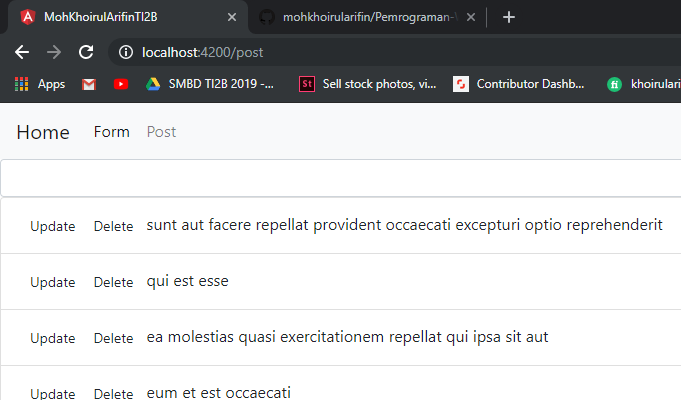 MohKhoirulArifinTI2B
mohkhoirularifin/Pemrograman-
localhost:4200/post
Apps
SMBD TI2B 2019 -...
St
Sell stock photos, vi...
Contributor Dashb...
fi
khoirulari
Home Form Post
Update Delete sunt aut facere repellat provident occaecati excepturi optio reprehenderit
Update Delete qui est esse
Update Delete ea molestias quasi exercitationem repellat qui ipsa sit aut
Update Delete eum et est occaecati